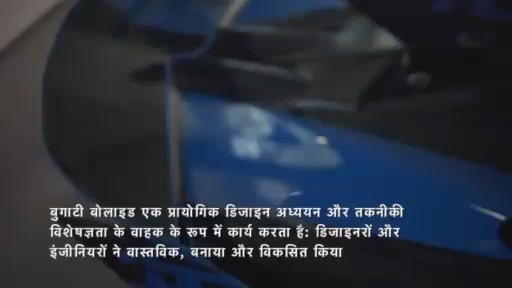 बुगाटी बोलाइड एक प्रायोगिक डिजाइन अध्ययन और तकनीकी
विशेषज्ञता के वाहक के रूप में कार्य करता है: डिजाइनरों और
इंजीनियरों ने वास्तविक, बनाया और विकसित किया